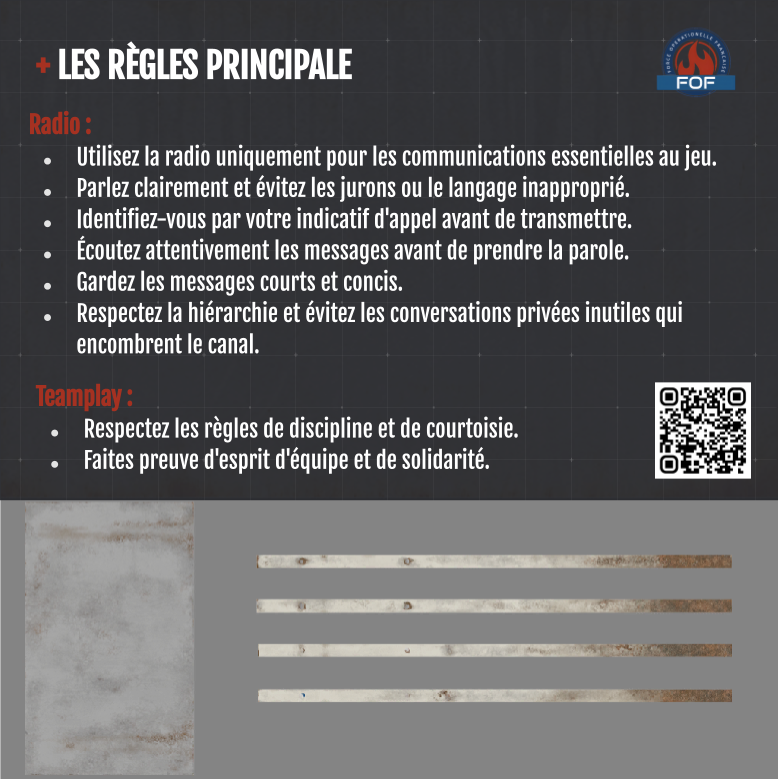 + LES RÈGLES PRINCIPALE
FORCE OPERATIONELLE FRANCAISE
FOF
Radio :
• Utilisez la radio uniquement pour les communications essentielles au jeu.
• Parlez clairement et évitez les jurons ou le langage inapproprié.
• Identifiez-vous par votre indicatif d'appel avant de transmettre.
• Écoutez attentivement les messages avant de prendre la parole.
• Gardez les messages courts et concis.
• Respectez la hiérarchie et évitez les conversations privées inutiles qui
encombrent le canal.
Teamplay :
• Respectez les règles de discipline et de courtoisie.
• Faites preuve d'esprit d'équipe et de solidarité.